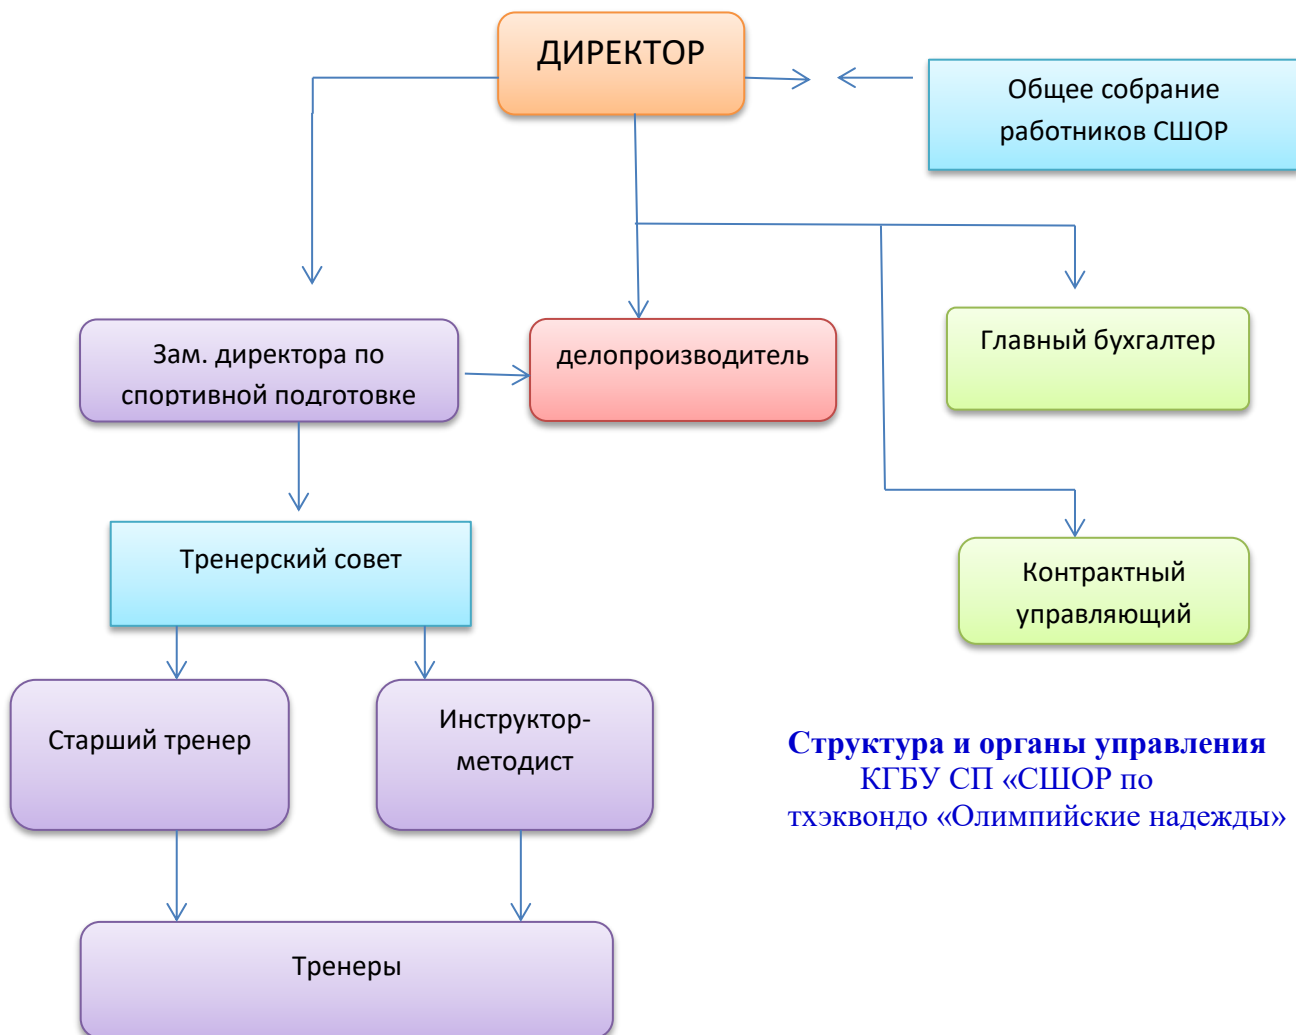 ДИРЕКТОР
Общее собрание
работников СШОР
Зам. директора по
спортивной подготовке
делопроизводитель
Главный бухгалтер
Тренерский совет
Контрактный
управляющий
Старший тренер
Инструктор-
методист
Структура и органы управления
КГБУ СП «СШОР по
тхэквондо «Олимпийские надежды»
Тренеры